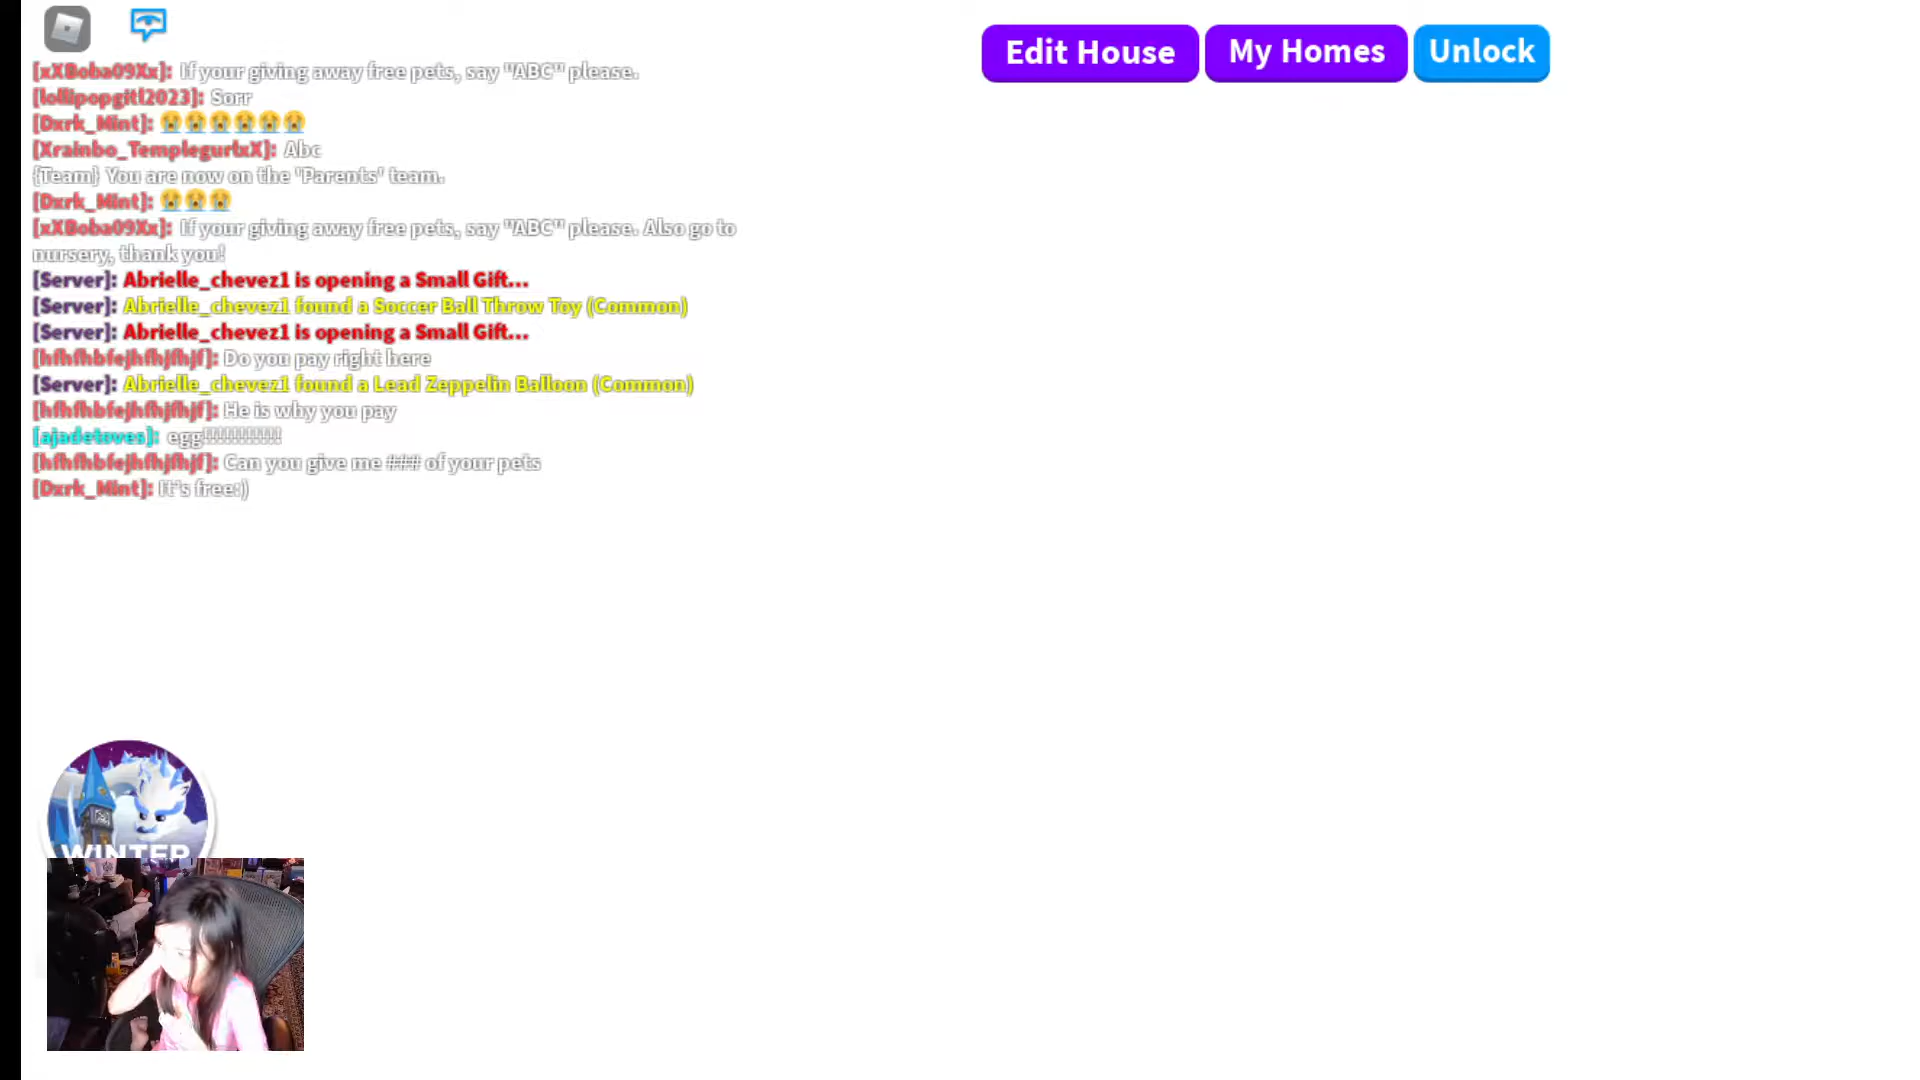 Edit House
My Homes
Unlock
[xXBoba09Xx]: If your giving away free pets, say "ABC" please.
[lollipopgitl2023]: Sorr
[Dxrk_Mint]: 😭😭😭😭😭😭
[Xrainbo_TemplegurlxX]: Abc
{Team} You are now on the 'Parents' team.
[Dxrk_Mint]: 😭😭😭
[xXBoba09Xx]: If your giving away free pets, say "ABC" please. Also go to
nursery, thank you!
[Server]: Abrielle_chevez1 is opening a Small Gift...
[Server]: Abrielle_chevez1 found a Soccer Ball Throw Toy (Common)
[Server]: Abrielle_chevez1 is opening a Small Gift...
[hfhfhbfejhfhjfhjf]: Do you pay right here
[Server]: Abrielle_chevez1 found a Lead Zeppelin Balloon (Common)
[hfhfhbfejhfhjfhjf]: He is why you pay
[ajadetoves]: egg!!!!!!!!!!!!
[hfhfhbfejhfhjfhjf]: Can you give me ### of your pets
[Dxrk_Mint]: It's free:)
WINTER